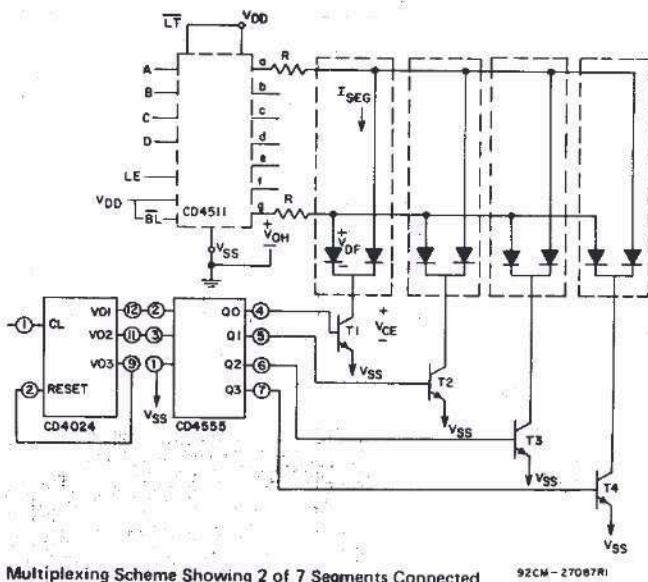 LT VDD
A
B
C
D
LE
VDD
BL
a
b
c
d
e
f
g
R
R
CD4511
VSS
+
VOH
−
ISEG
+
VDF
−
1 CL
2 RESET
CD4024
VO1 12 2
VO2 11 3
VO3 9 1
VSS
CD4555
Q0 4
Q1 5
Q2 6
Q3 7
T1
+
VCE
−
VSS
T2
VSS
T3
VSS
T4
VSS
Multiplexing Scheme Showing 2 of 7 Segments Connected
92CM-27087RI